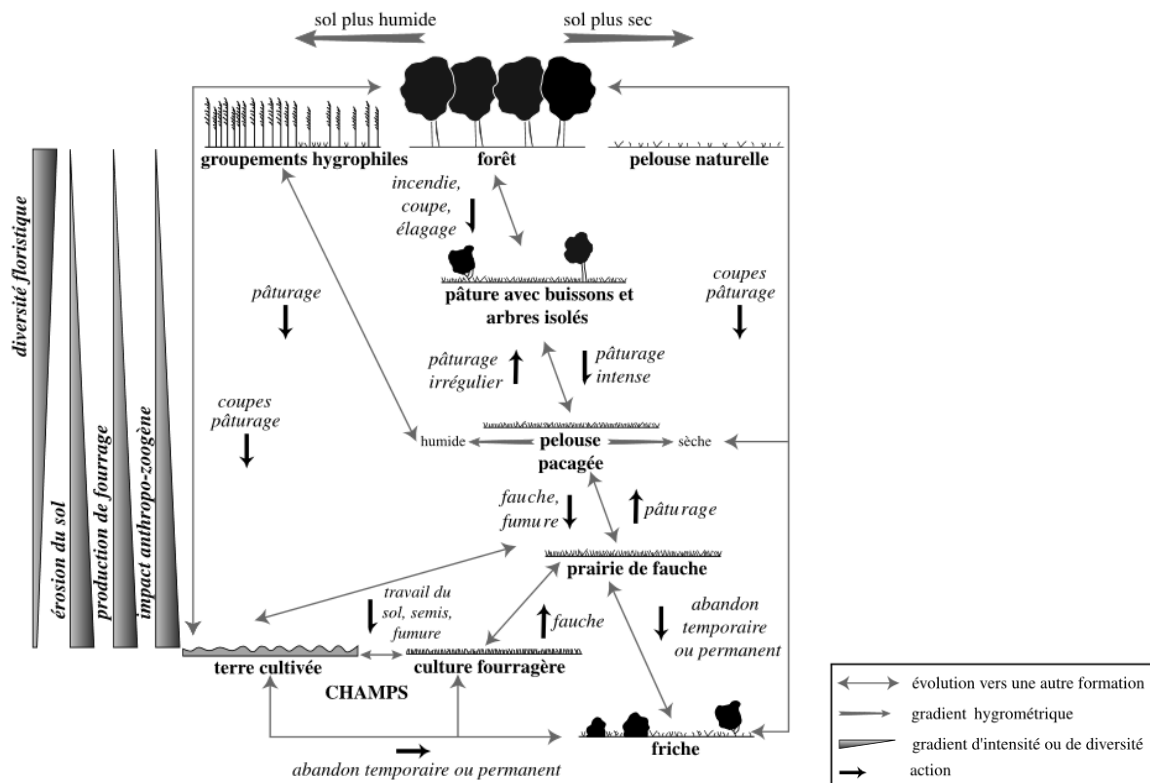 sol plus humide
sol plus sec
groupements hygrophiles
forêt
pelouse naturelle
incendie,
coupe,
élagage
pâture avec buissons et
arbres isolés
pâturage
coupes
pâturage
pâturage
irrégulier
pâturage
intense
coupes
pâturage
humide
pelouse
pacagée
sèche
fauche,
fumure
pâturage
prairie de fauche
travail du
sol, semis,
fumure
fauche
abandon
temporaire
ou permanent
terre cultivée
culture fourragère
CHAMPS
friche
abandon temporaire ou permanent
diversité floristique
érosion du sol
production de fourrage
impact anthropo-zoogène
évolution vers une autre formation
gradient hygrométrique
gradient d'intensité ou de diversité
action